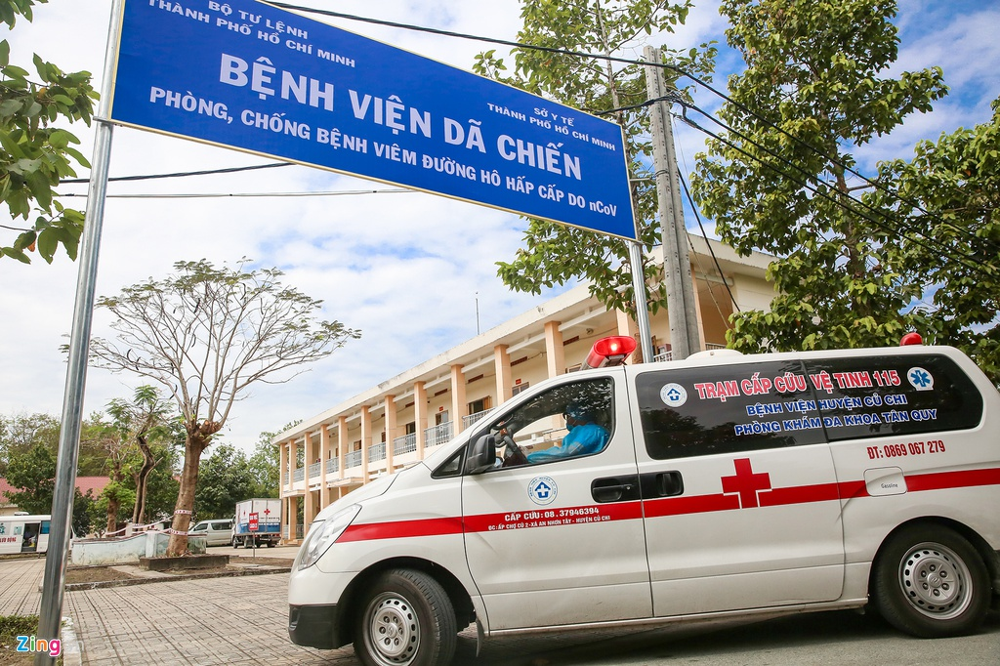 BỘ TƯ LỆNH
THÀNH PHỐ HỒ CHÍ MINH
SỞ Y TẾ
THÀNH PHỐ HỒ CHÍ MINH
BỆNH VIỆN DÃ CHIẾN
PHÒNG, CHỐNG BỆNH VIÊM ĐƯỜNG HÔ HẤP CẤP DO nCoV
TRẠM CẤP CỨU VỆ TINH 115
BỆNH VIỆN HUYỆN CỦ CHI
PHÒNG KHÁM ĐA KHOA TÂN QUY
ĐT: 0869 067 279
Gasoline
CẤP CỨU: 08.37946394
ĐC: ẤP CHỢ CŨ 2-XÃ AN NHƠN TÂY - HUYỆN CỦ CHI
Zing